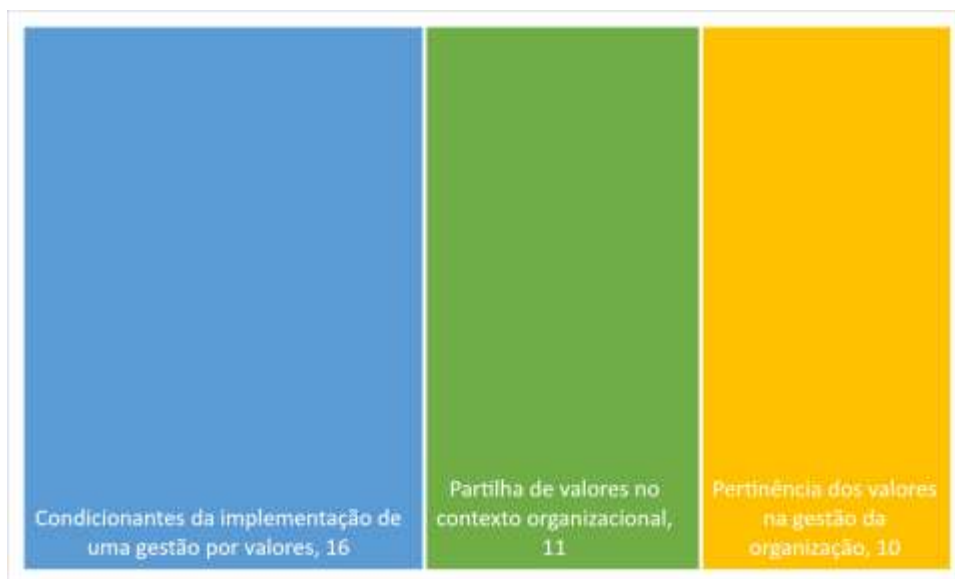 Condicionantes da implementação de
uma gestão por valores, 16
Partilha de valores no
contexto organizacional,
11
Pertinência dos valores
na gestão da
organização, 10